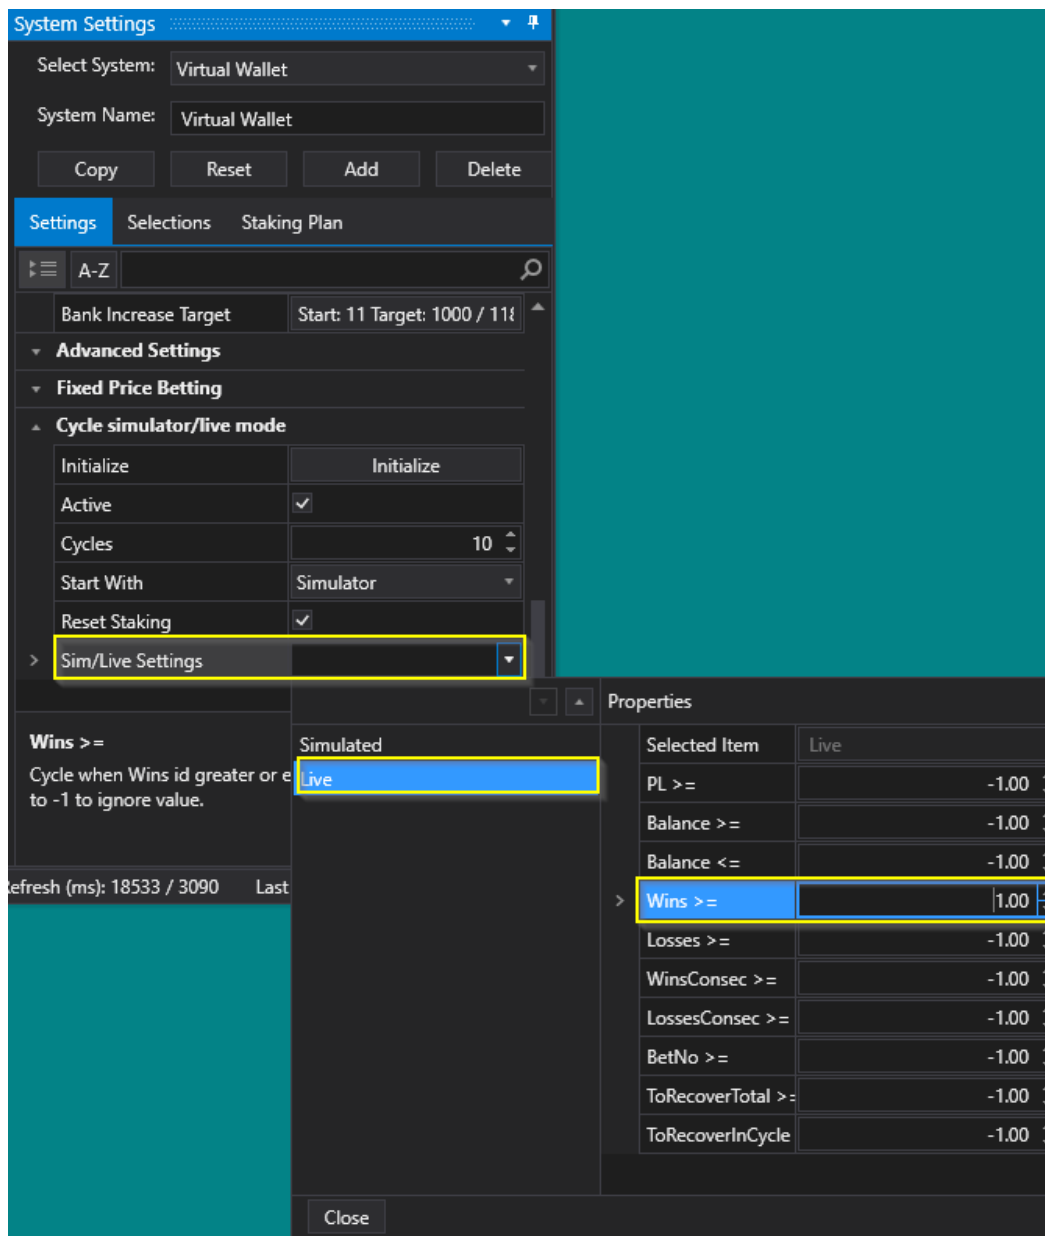 System Settings
Select System: Virtual Wallet
System Name: Virtual Wallet
Copy Reset Add Delete
Settings Selections Staking Plan
A-Z
Bank Increase Target Start: 11 Target: 1000 /
Advanced Settings
Fixed Price Betting
Cycle simulator/live mode
Initialize Initialize
Active
Cycles 10
Start With Simulator
Reset Staking
Sim/Live Settings
Properties
Wins >=
Cycle when Wins id greater or
to -1 to ignore value.
Refresh (ms): 18533 / 3090 Last
Simulated
Live
Selected Item Live
PL >= -1.00
Balance >= -1.00
Balance <= -1.00
Wins >= 1.00
Losses >= -1.00
WinsConsec >= -1.00
LossesConsec >= -1.00
BetNo >= -1.00
ToRecoverTotal >= -1.00
ToRecoverInCycle -1.00
Close